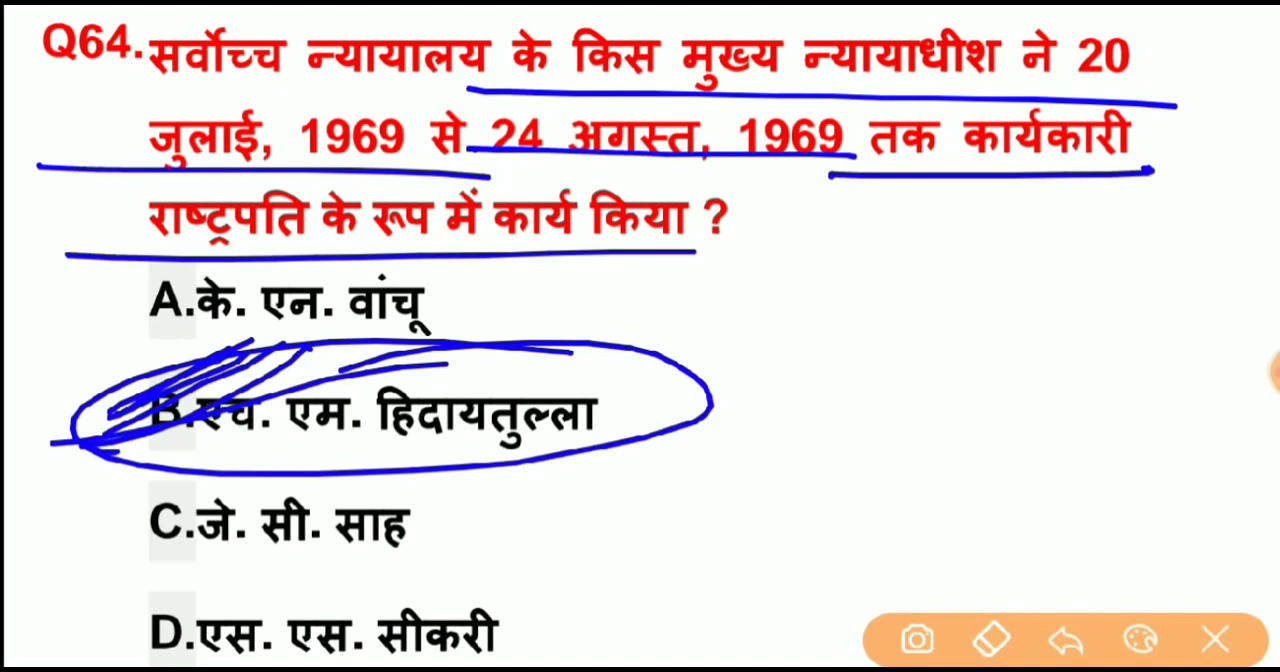 Q64. सर्वोच्च न्यायालय के किस मुख्य न्यायाधीश ने 20
जुलाई, 1969 से 24 अगस्त, 1969 तक कार्यकारी
राष्ट्रपति के रूप में कार्य किया ?
A.के. एन. वांचू
B.एच. एम. हिदायतुल्ला
C.जे. सी. साह
D.एस. एस. सीकरी